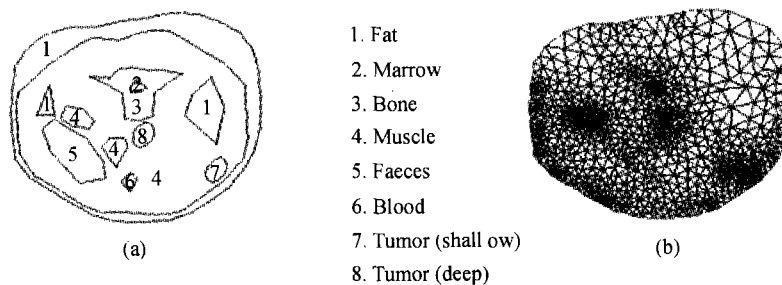 1
2
3
1
1
4
8
4
5
7
6
4
(a)
1. Fat
2. Marrow
3. Bone
4. Muscle
5. Faeces
6. Blood
7. Tumor (shall ow)
8. Tumor (deep)
(b)